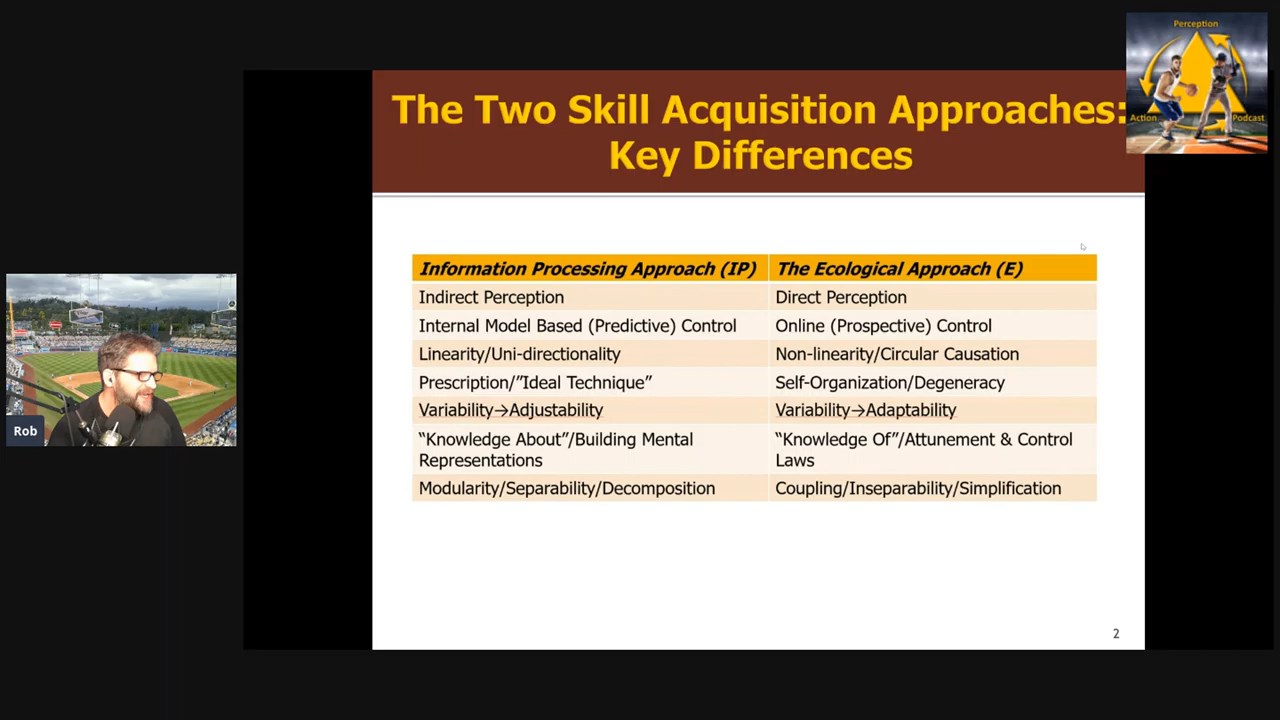 Perception
Action
Podcast
The Two Skill Acquisition Approaches:
Key Differences
Information Processing Approach (IP)
The Ecological Approach (E)
Indirect Perception
Direct Perception
Internal Model Based (Predictive) Control
Online (Prospective) Control
Linearity/Uni-directionality
Non-linearity/Circular Causation
Prescription/”Ideal Technique”
Self-Organization/Degeneracy
Variability→Adjustability
Variability→Adaptability
“Knowledge About”/Building Mental
Representations
“Knowledge Of”/Attunement & Control
Laws
Modularity/Separability/Decomposition
Coupling/Inseparability/Simplification
Rob
2